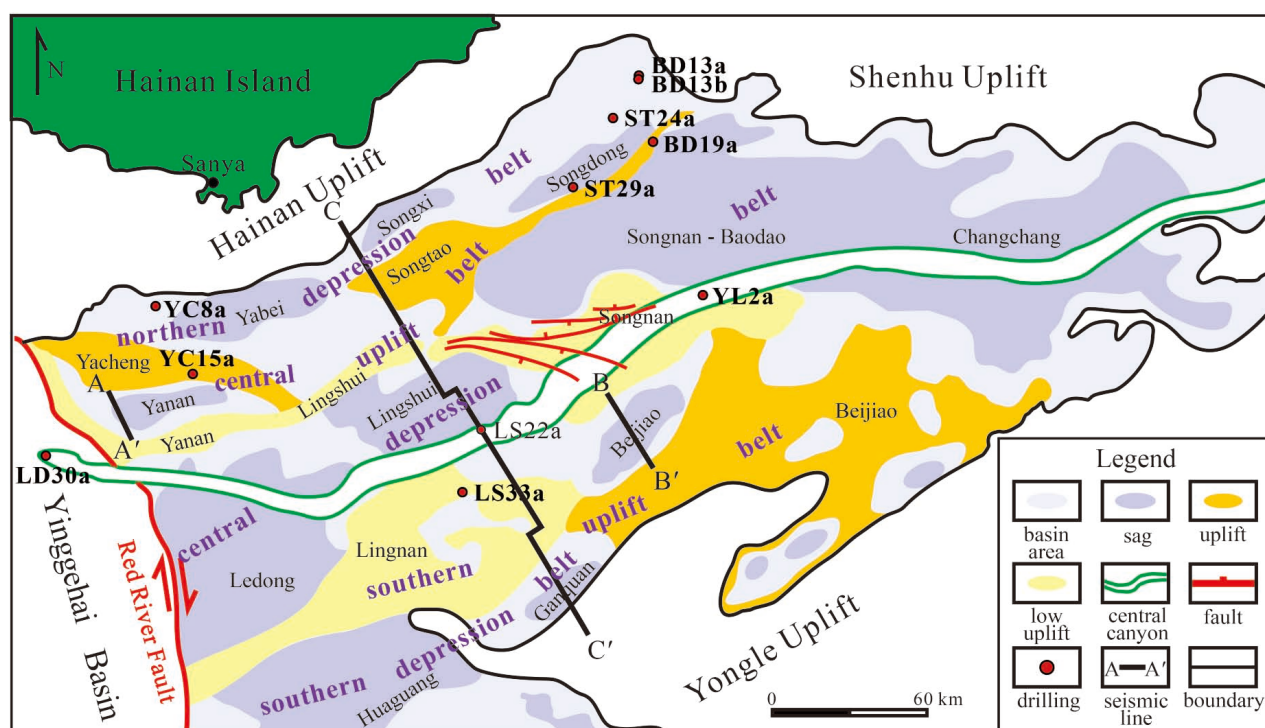 N
Hainan Island
Sanya
Hainan Uplift
Shenhu Uplift
BD13a
BD13b
ST24a
BD19a
ST29a
belt
Songdong
Songxi
belt
Songnan - Baodao
Changchang
C
depression
Songtao
belt
YC8a
northern
Yabei
YL2a
Songnan
uplift
Yacheng
YC15a
central
Lingshui
Lingshui
depression
A
Yanan
A′
Yanan
B
Beijiao
B′
Beijiao
belt
LS22a
LD30a
LS33a
uplift
central
Lingnan
southern
Ledong
belt
Ganquan
depression
southern
Huaguang
C′
Yinggehai Basin
Red River Fault
Yongle Uplift
0 60 km
Legend
basin area
sag
uplift
low uplift
central canyon
fault
A A′
drilling
seismic line
boundary